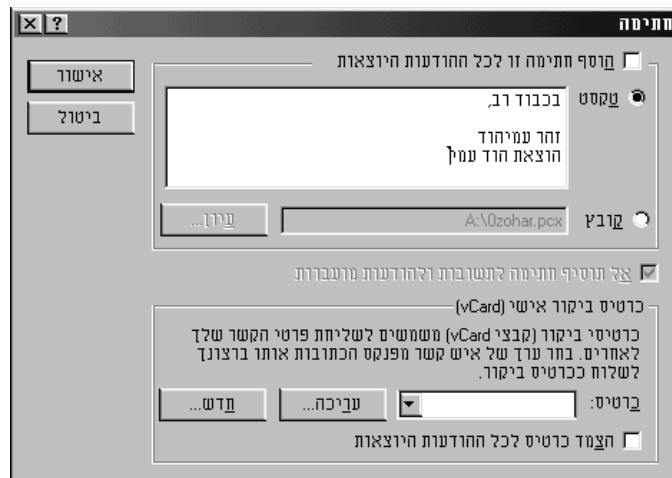 חתימה
הוסף חתימה זו לכל ההודעות היוצאות
אישור
ביטול
טקסט
בכבוד רב,
זהר עמיהוד
הוצאת הוד עמי
קובץ
A:\0zohar.pcx
עיון...
אל תוסיף חתימה לתשובות ולהודעות מועברות
כרטיס ביקור אישי (vCard)
כרטיסי ביקור (קבצי vCard) משמשים לשליחת פרטי הקשר שלך
לאחרים. בחר ערך של איש קשר מפנקס הכתובות אותו ברצונך
לשלוח ככרטיס ביקור.
כרטיס:
עריכה...
חדש...
הצמד כרטיס לכל ההודעות היוצאות